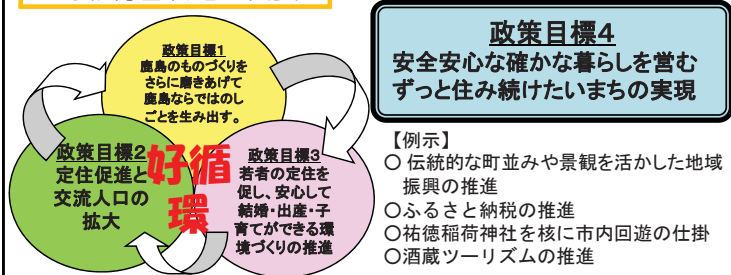 政策目標1
鹿島のものづくりを
さらに磨きあげて
鹿島ならではのし
ごとを生み出す。
政策目標2
定住促進と
交流人口の
拡大
好循
環
政策目標3
若者の定住を
促し、安心して
結婚・出産・子
育てができる環
境づくりの推進
政策目標4
安全安心な確かな暮らしを営む
ずっと住み続けたいまちの実現
【例示】
○ 伝統的な町並みや景観を活かした地域
振興の推進
○ふるさと納税の推進
○祐徳稲荷神社を核に市内回遊の仕掛
○酒蔵ツーリズムの推進